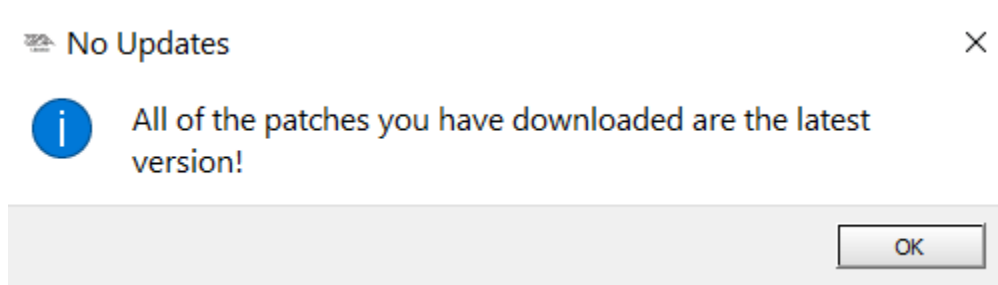 No Updates
All of the patches you have downloaded are the latest
version!
OK